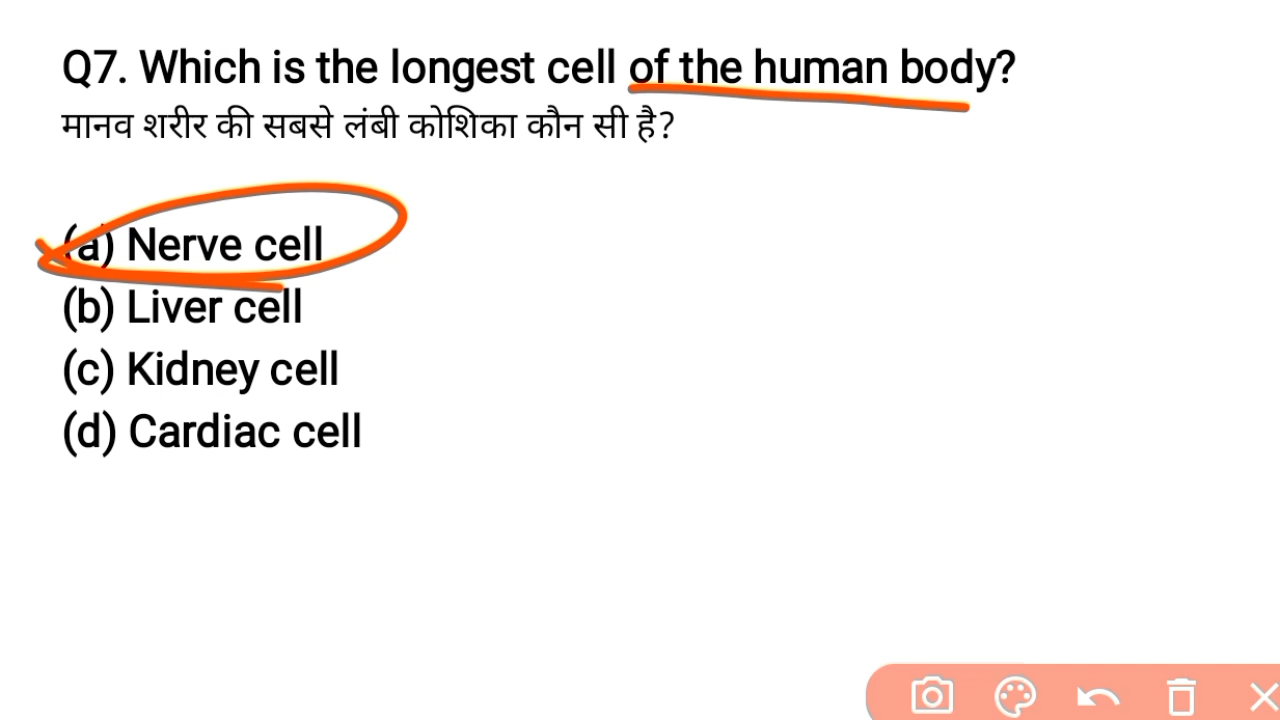 Q7. Which is the longest cell of the human body?
मानव शरीर की सबसे लंबी कोशिका कौन सी है?
(a) Nerve cell
(b) Liver cell
(c) Kidney cell
(d) Cardiac cell